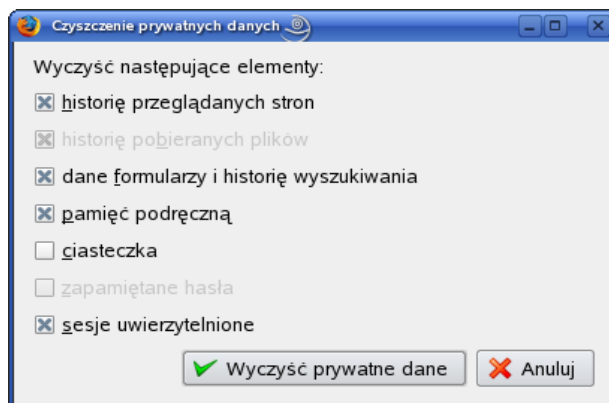 Czyszczenie prywatnych danych
Wyczyść następujące elementy:
historię przeglądanych stron
historię pobieranych plików
dane formularzy i historię wyszukiwania
pamięć podręczną
ciasteczka
zapamiętane hasła
sesje uwierzytelnione
Wyczyść prywatne dane Anuluj